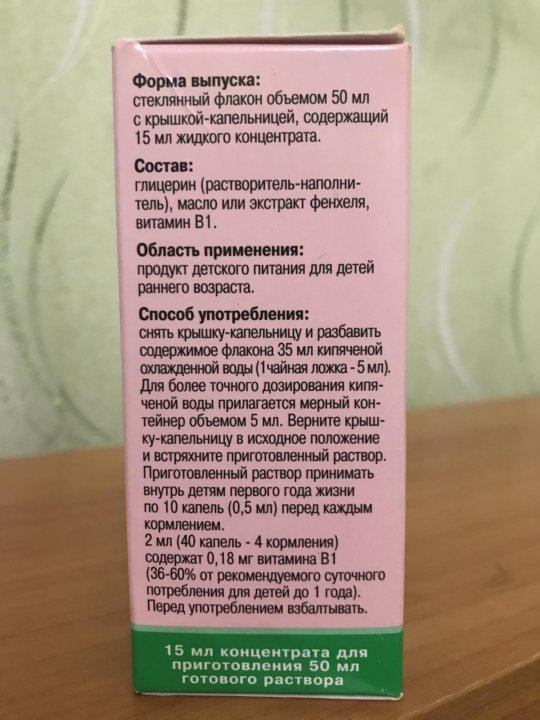 Форма выпуска:
стеклянный флакон объемом 50 мл
с крышкой-капельницей, содержащий
15 мл жидкого концентрата.
Состав:
глицерин (растворитель-наполни-
тель), масло или экстракт фенхеля,
витамин В1.
Область применения:
продукт детского питания для детей
раннего возраста.
Способ употребления:
снять крышку-капельницу и разбавить
содержимое флакона 35 мл кипяченой
охлажденной воды (1чайная ложка - 5 мл).
Для более точного дозирования кипя-
ченой воды прилагается мерный кон-
тейнер объемом 5 мл. Верните крыш-
ку-капельницу в исходное положение
и встряхните приготовленный раствор.
Приготовленный раствор принимать
внутрь детям первого года жизни
по 10 капель (0,5 мл) перед каждым
кормлением.
2 мл (40 капель - 4 кормления)
содержат 0,18 мг витамина В1
(36-60% от рекомендуемого суточного
потребления для детей до 1 года).
Перед употреблением взбалтывать.
15 мл концентрата для
приготовления 50 мл
готового раствора